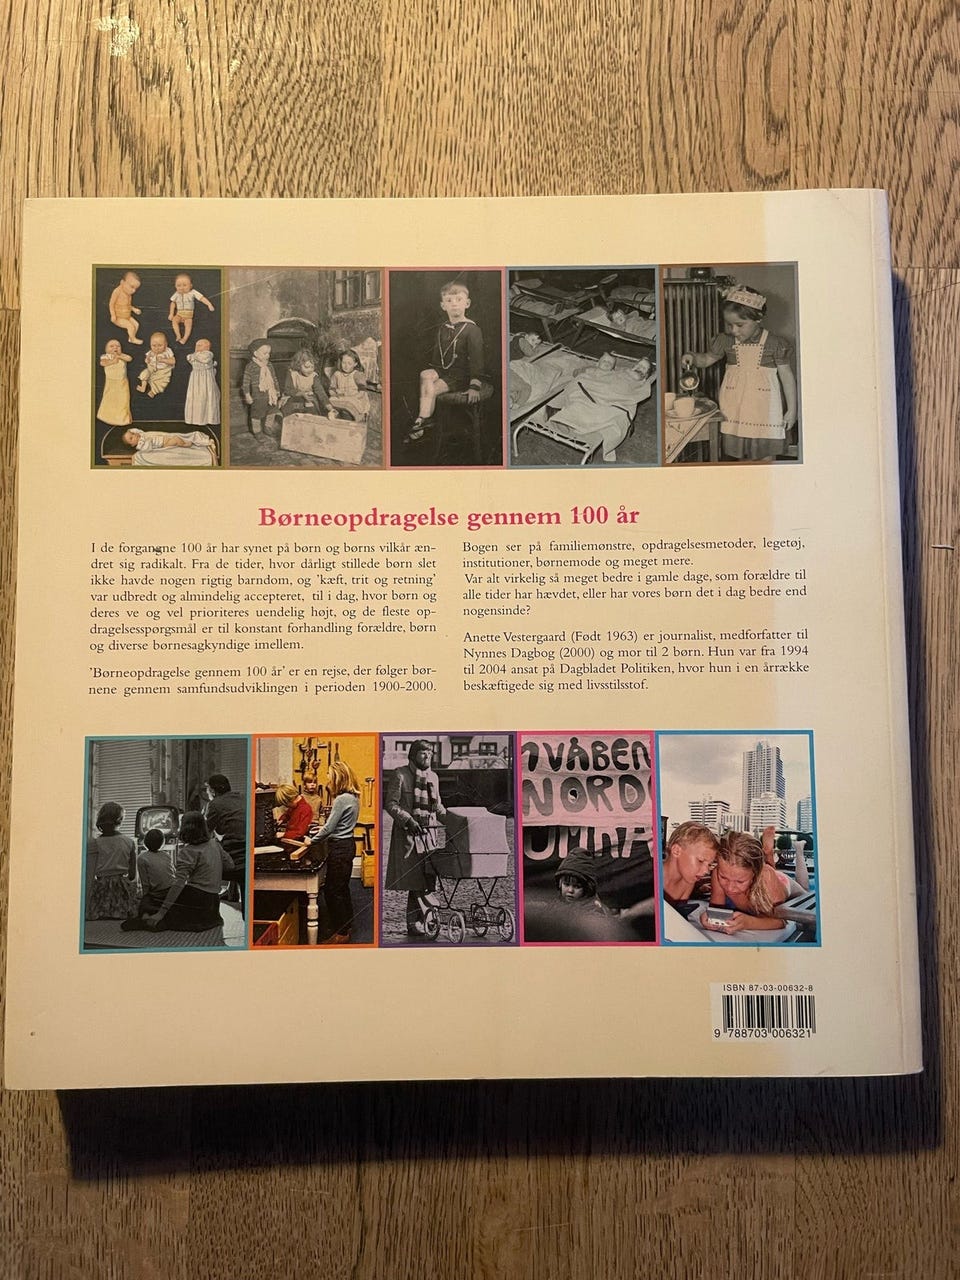 Børneopdragelse gennem 100 år
I de forgangne 100 år har synet på børn og børns vilkår æn-
dret sig radikalt. Fra de tider, hvor dårligt stillede børn slet
ikke havde nogen rigtig barndom, og ’kæft, trit og retning’
var udbredt og almindelig accepteret, til i dag, hvor børn og
deres ve og vel prioriteres uendelig højt, og de fleste op-
dragelsesspørgsmål er til konstant forhandling forældre, børn
og diverse børnesagkyndige imellem.
’Børneopdragelse gennem 100 år’ er en rejse, der følger bør-
nene gennem samfundsudviklingen i perioden 1900-2000.
Bogen ser på familiemønstre, opdragelsesmetoder, legetøj,
institutioner, børnemode og meget mere.
Var alt virkelig så meget bedre i gamle dage, som forældre til
alle tider har hævdet, eller har vores børn det i dag bedre end
nogensinde?
Anette Vestergaard (Født 1963) er journalist, medforfatter til
Nynnes Dagbog (2000) og mor til 2 børn. Hun var fra 1994
til 2004 ansat på Dagbladet Politiken, hvor hun i en årrække
beskæftigede sig med livsstilsstof.
VÅBEN
NORD
ISBN 87-03-00632-8
9 788703 006321